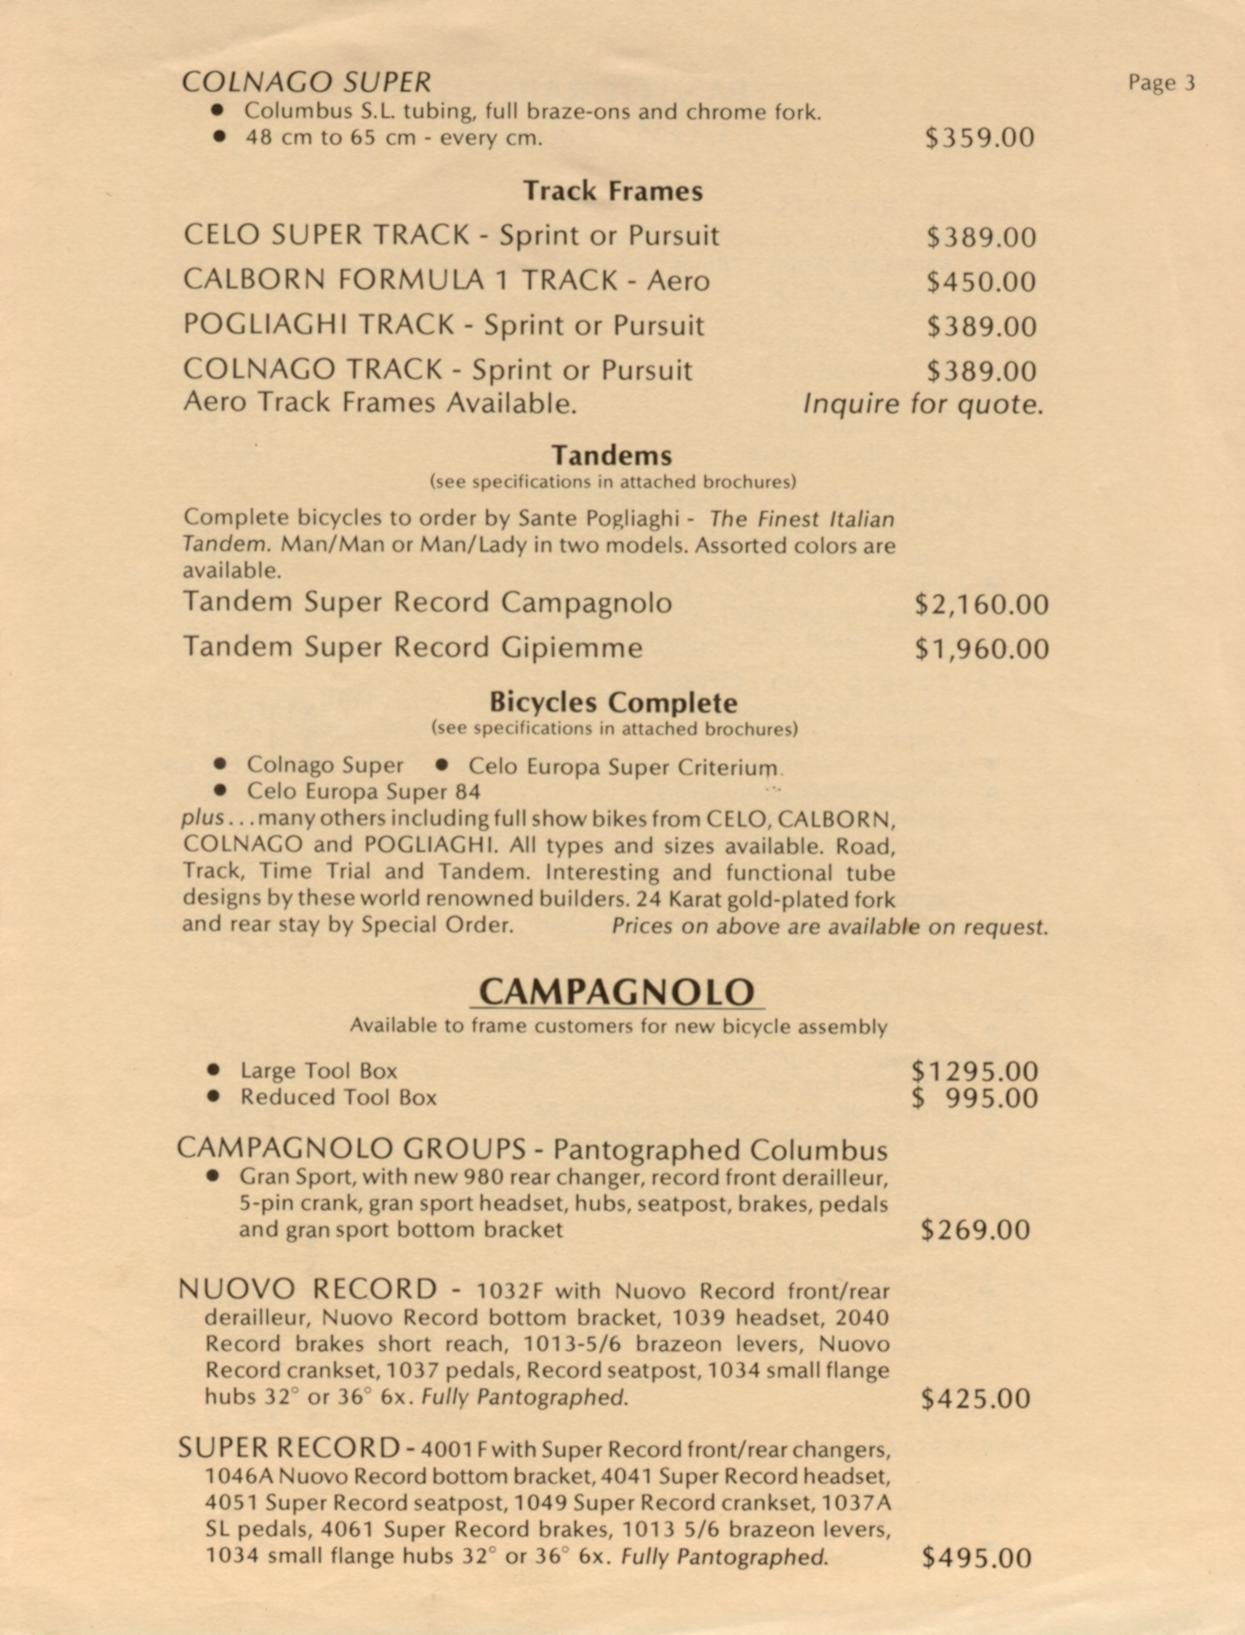 COLNAGO SUPER
Page 3
● Columbus S.L. tubing, full braze-ons and chrome fork.
● 48 cm to 65 cm - every cm. $359.00
Track Frames
CELO SUPER TRACK - Sprint or Pursuit $389.00
CALBORN FORMULA 1 TRACK - Aero $450.00
POGLIAGHI TRACK - Sprint or Pursuit $389.00
COLNAGO TRACK - Sprint or Pursuit $389.00
Aero Track Frames Available. Inquire for quote.
Tandems
(see specifications in attached brochures)
Complete bicycles to order by Sante Pogliaghi - The Finest Italian
Tandem. Man/Man or Man/Lady in two models. Assorted colors are
available.
Tandem Super Record Campagnolo $2,160.00
Tandem Super Record Gipiemme $1,960.00
Bicycles Complete
(see specifications in attached brochures)
● Colnago Super ● Celo Europa Super Criterium.
● Celo Europa Super 84
plus...many others including full show bikes from CELO, CALBORN,
COLNAGO and POGLIAGHI. All types and sizes available. Road,
Track, Time Trial and Tandem. Interesting and functional tube
designs by these world renowned builders. 24 Karat gold-plated fork
and rear stay by Special Order. Prices on above are available on request.
CAMPAGNOLO
Available to frame customers for new bicycle assembly
● Large Tool Box $1295.00
● Reduced Tool Box $ 995.00
CAMPAGNOLO GROUPS - Pantographed Columbus
● Gran Sport, with new 980 rear changer, record front derailleur,
5-pin crank, gran sport headset, hubs, seatpost, brakes, pedals
and gran sport bottom bracket $269.00
NUOVO RECORD - 1032F with Nuovo Record front/rear
derailleur, Nuovo Record bottom bracket, 1039 headset, 2040
Record brakes short reach, 1013-5/6 brazeon levers, Nuovo
Record crankset, 1037 pedals, Record seatpost, 1034 small flange
hubs 32° or 36° 6x. Fully Pantographed. $425.00
SUPER RECORD - 4001F with Super Record front/rear changers,
1046A Nuovo Record bottom bracket, 4041 Super Record headset,
4051 Super Record seatpost, 1049 Super Record crankset, 1037A
SL pedals, 4061 Super Record brakes, 1013 5/6 brazeon levers,
1034 small flange hubs 32° or 36° 6x. Fully Pantographed. $495.00